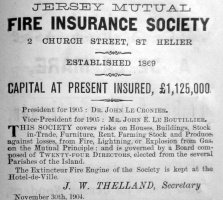 JERSEY MUTUAL
FIRE INSURANCE SOCIETY
2 CHURCH STREET, ST HELIER
ESTABLISHED 1869
CAPITAL AT PRESENT INSURED, £1,125,000
President for 1905 : DR. JOHN LE CRONIER.
Vice-President for 1905 : MR. JOHN E. LE BOUTILLIER.
THIS SOCIETY covers risks on Houses, Buildings, Stock
in-Trade, Furniture, Rent Farming Stock and Produce
against losses, from Fire, Lightning, or Explosion from Gas,
on the Mutual Principle; and is governed by a Board com-
posed of TWENTY-FOUR DIRECTORS, elected from the several
Parishes of the Island.
The Extincteur Fire Engine of the Society is kept at the
Hotel-de-Ville.
J. W. THELLAND, Secretary
November 30th, 1904.